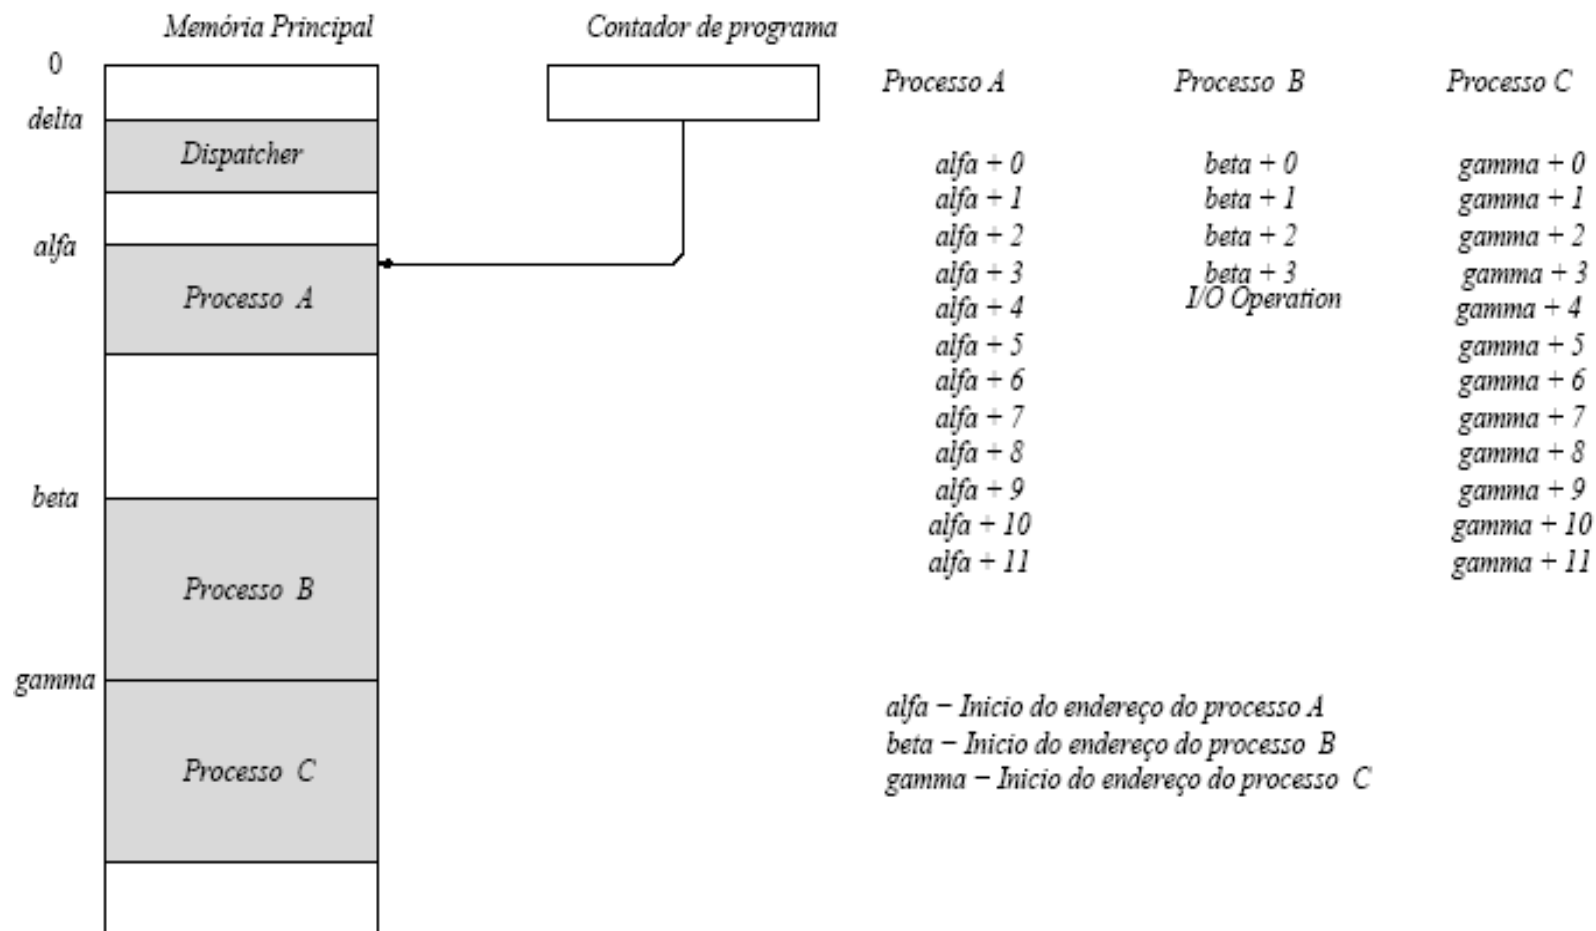 Memória Principal
Contador de programa
0
delta
Dispatcher
alfa
Processo A
beta
Processo B
gamma
Processo C
Processo A
alfa + 0
alfa + 1
alfa + 2
alfa + 3
alfa + 4
alfa + 5
alfa + 6
alfa + 7
alfa + 8
alfa + 9
alfa + 10
alfa + 11
Processo B
beta + 0
beta + 1
beta + 2
beta + 3
I/O Operation
Processo C
gamma + 0
gamma + 1
gamma + 2
gamma + 3
gamma + 4
gamma + 5
gamma + 6
gamma + 7
gamma + 8
gamma + 9
gamma + 10
gamma + 11
alfa − Inicio do endereço do processo A
beta − Inicio do endereço do processo B
gamma − Inicio do endereço do processo C